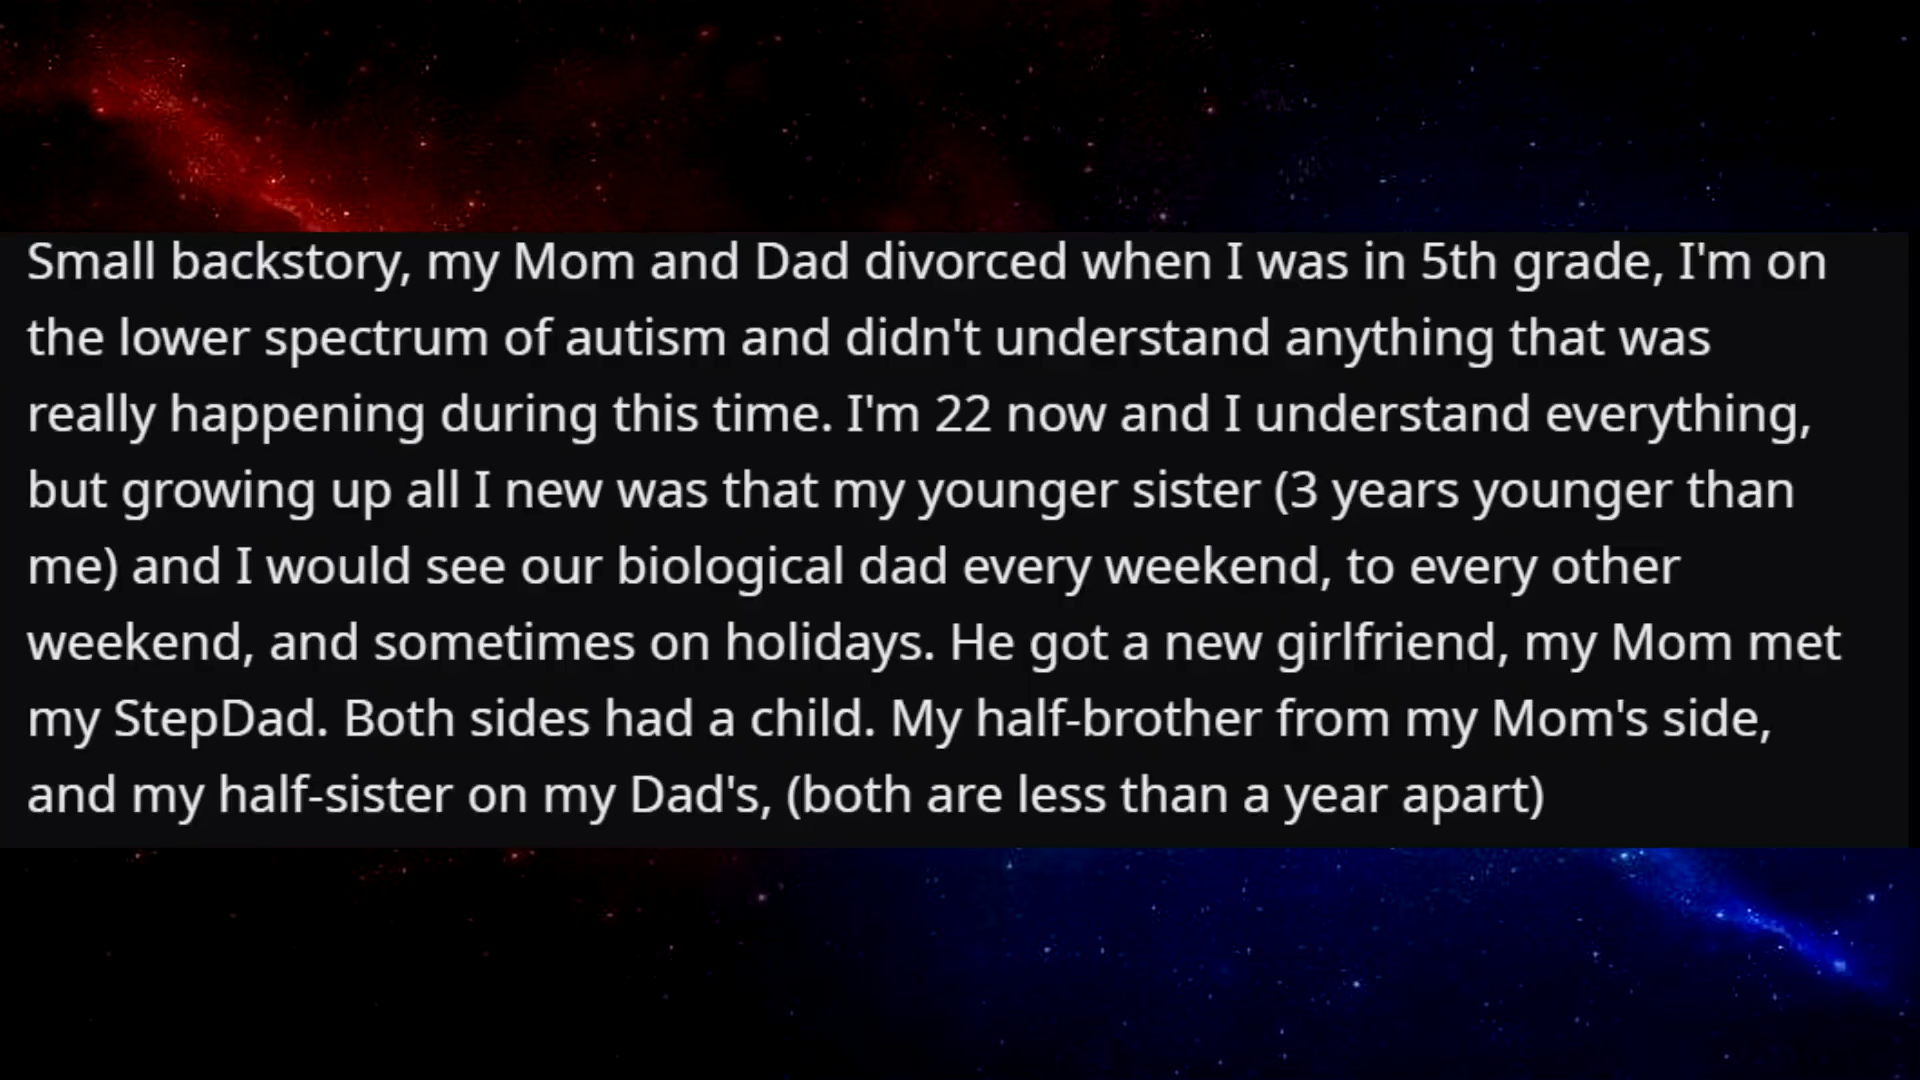 Small backstory, my Mom and Dad divorced when I was in 5th grade, I'm on
the lower spectrum of autism and didn't understand anything that was
really happening during this time. I'm 22 now and I understand everything,
but growing up all I new was that my younger sister (3 years younger than
me) and I would see our biological dad every weekend, to every other
weekend, and sometimes on holidays. He got a new girlfriend, my Mom met
my StepDad. Both sides had a child. My half-brother from my Mom's side,
and my half-sister on my Dad's, (both are less than a year apart)